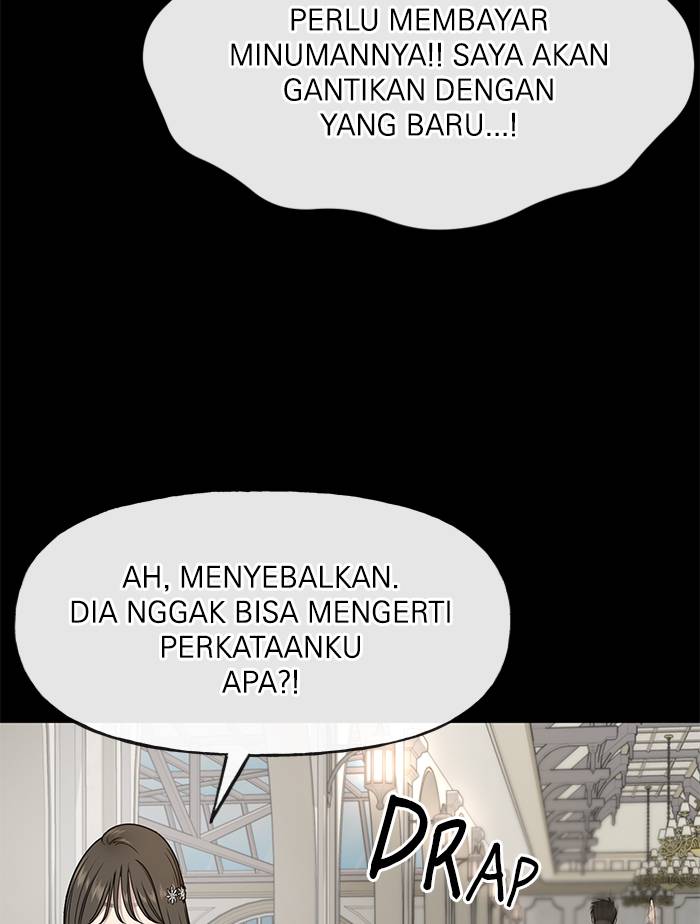 PERLU MEMBAYAR
MINUMANNYA!! SAYA AKAN
GANTIKAN DENGAN
YANG BARU...!
AH, MENYEBALKAN.
DIA NGGAK BISA MENGERTI
PERKATAANKU
APA?!
DRAP